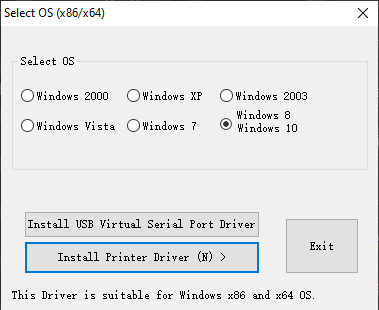 Select OS (x86/x64)
Select OS
Windows 2000 Windows XP Windows 2003
Windows Vista Windows 7 Windows 8
Windows 10
Install USB Virtual Serial Port Driver
Install Printer Driver (N) >
Exit
This Driver is suitable for Windows x86 and x64 OS.